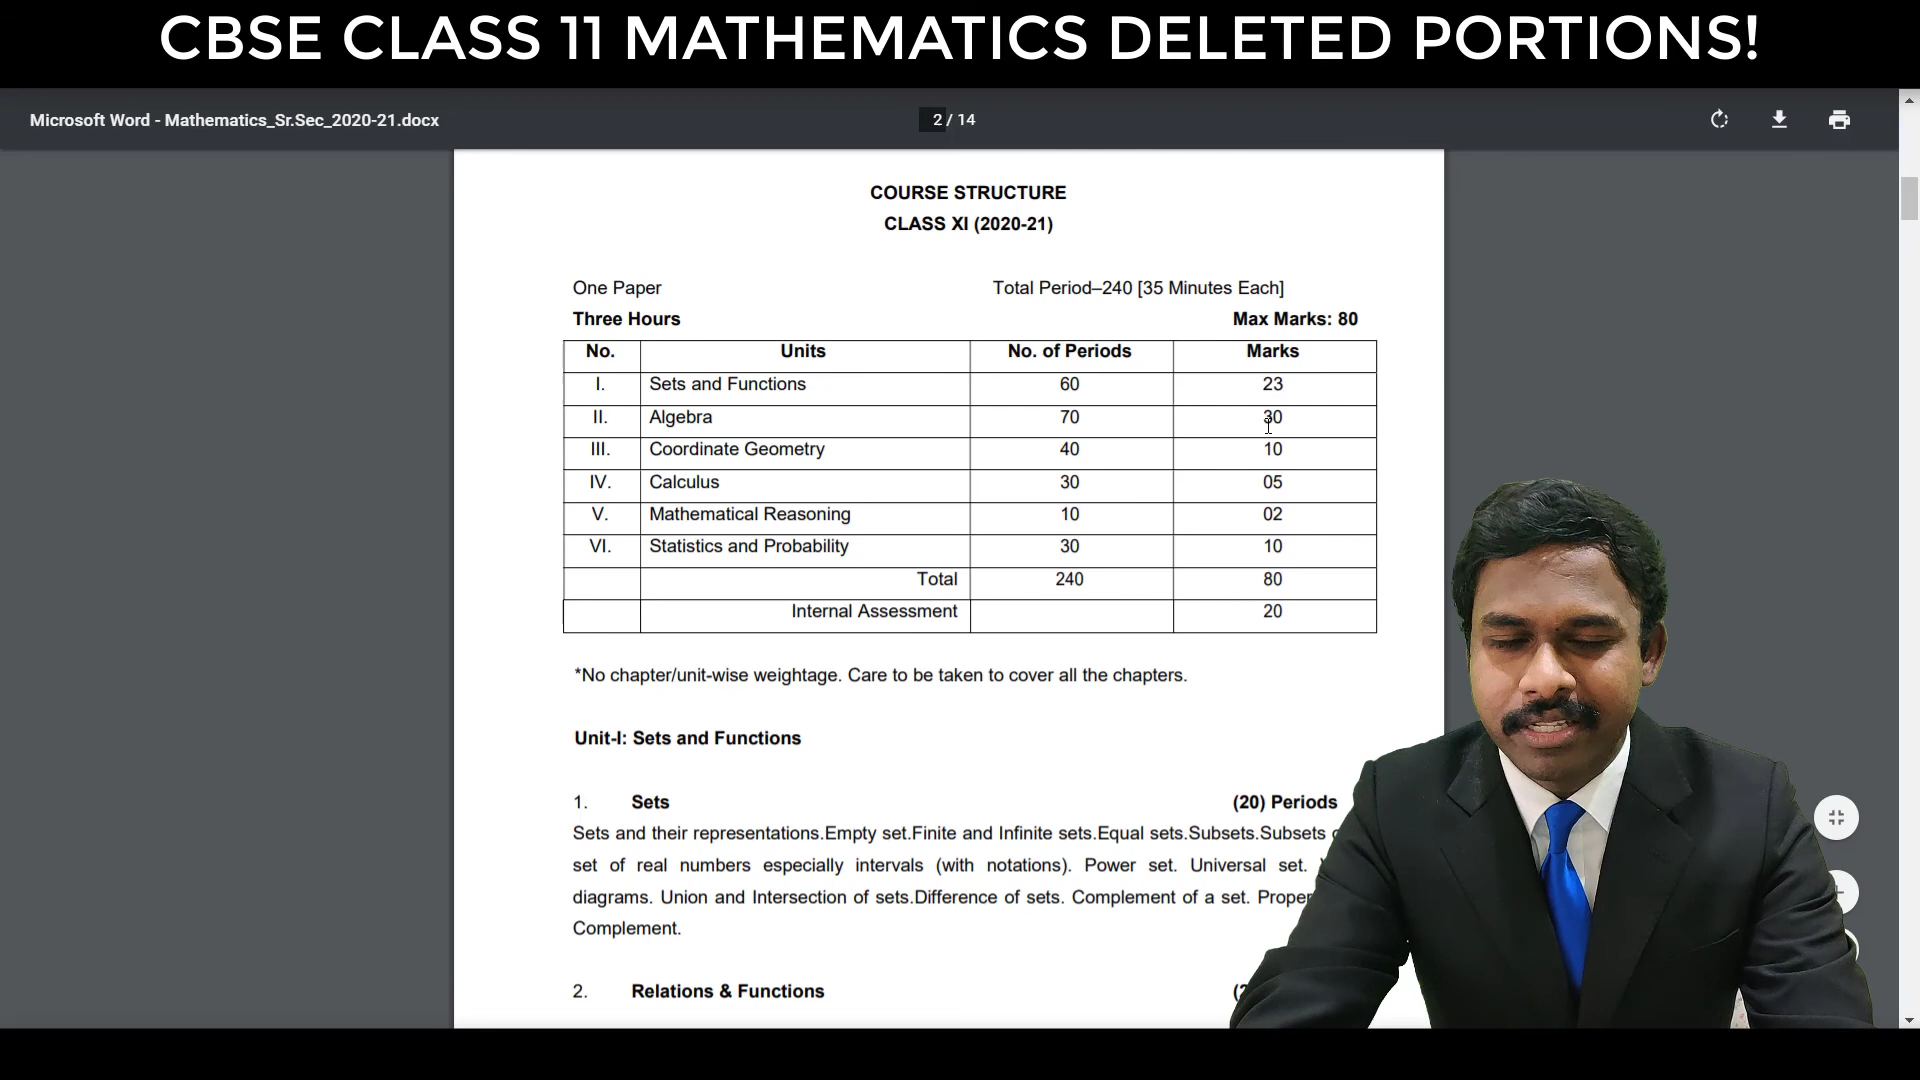 CBSE CLASS 11 MATHEMATICS DELETED PORTIONS!
Microsoft Word - Mathematics_Sr.Sec_2020-21.docx 2 / 14
COURSE STRUCTURE
CLASS XI (2020-21)
One Paper Total Period–240 [35 Minutes Each]
Three Hours Max Marks: 80
No. Units No. of Periods Marks
I. Sets and Functions 60 23
II. Algebra 70 30
III. Coordinate Geometry 40 10
IV. Calculus 30 05
V. Mathematical Reasoning 10 02
VI. Statistics and Probability 30 10
Total 240 80
Internal Assessment 20
*No chapter/unit-wise weightage. Care to be taken to cover all the chapters.
Unit-I: Sets and Functions
1. Sets (20) Periods
Sets and their representations.Empty set.Finite and Infinite sets.Equal sets.Subsets.Subsets
set of real numbers especially intervals (with notations). Power set. Universal set.
diagrams. Union and Intersection of sets.Difference of sets. Complement of a set.
Complement.
2. Relations & Functions